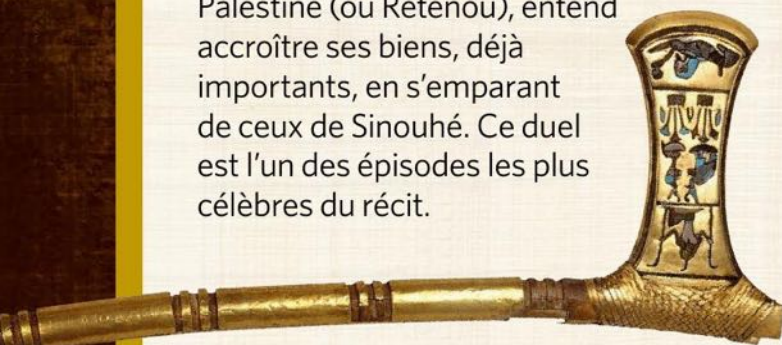 Palestine (ou Retenou), entend
accroître ses biens, déjà
importants, en s’emparant
de ceux de Sinouhé. Ce duel
est l’un des épisodes les plus
célèbres du récit.